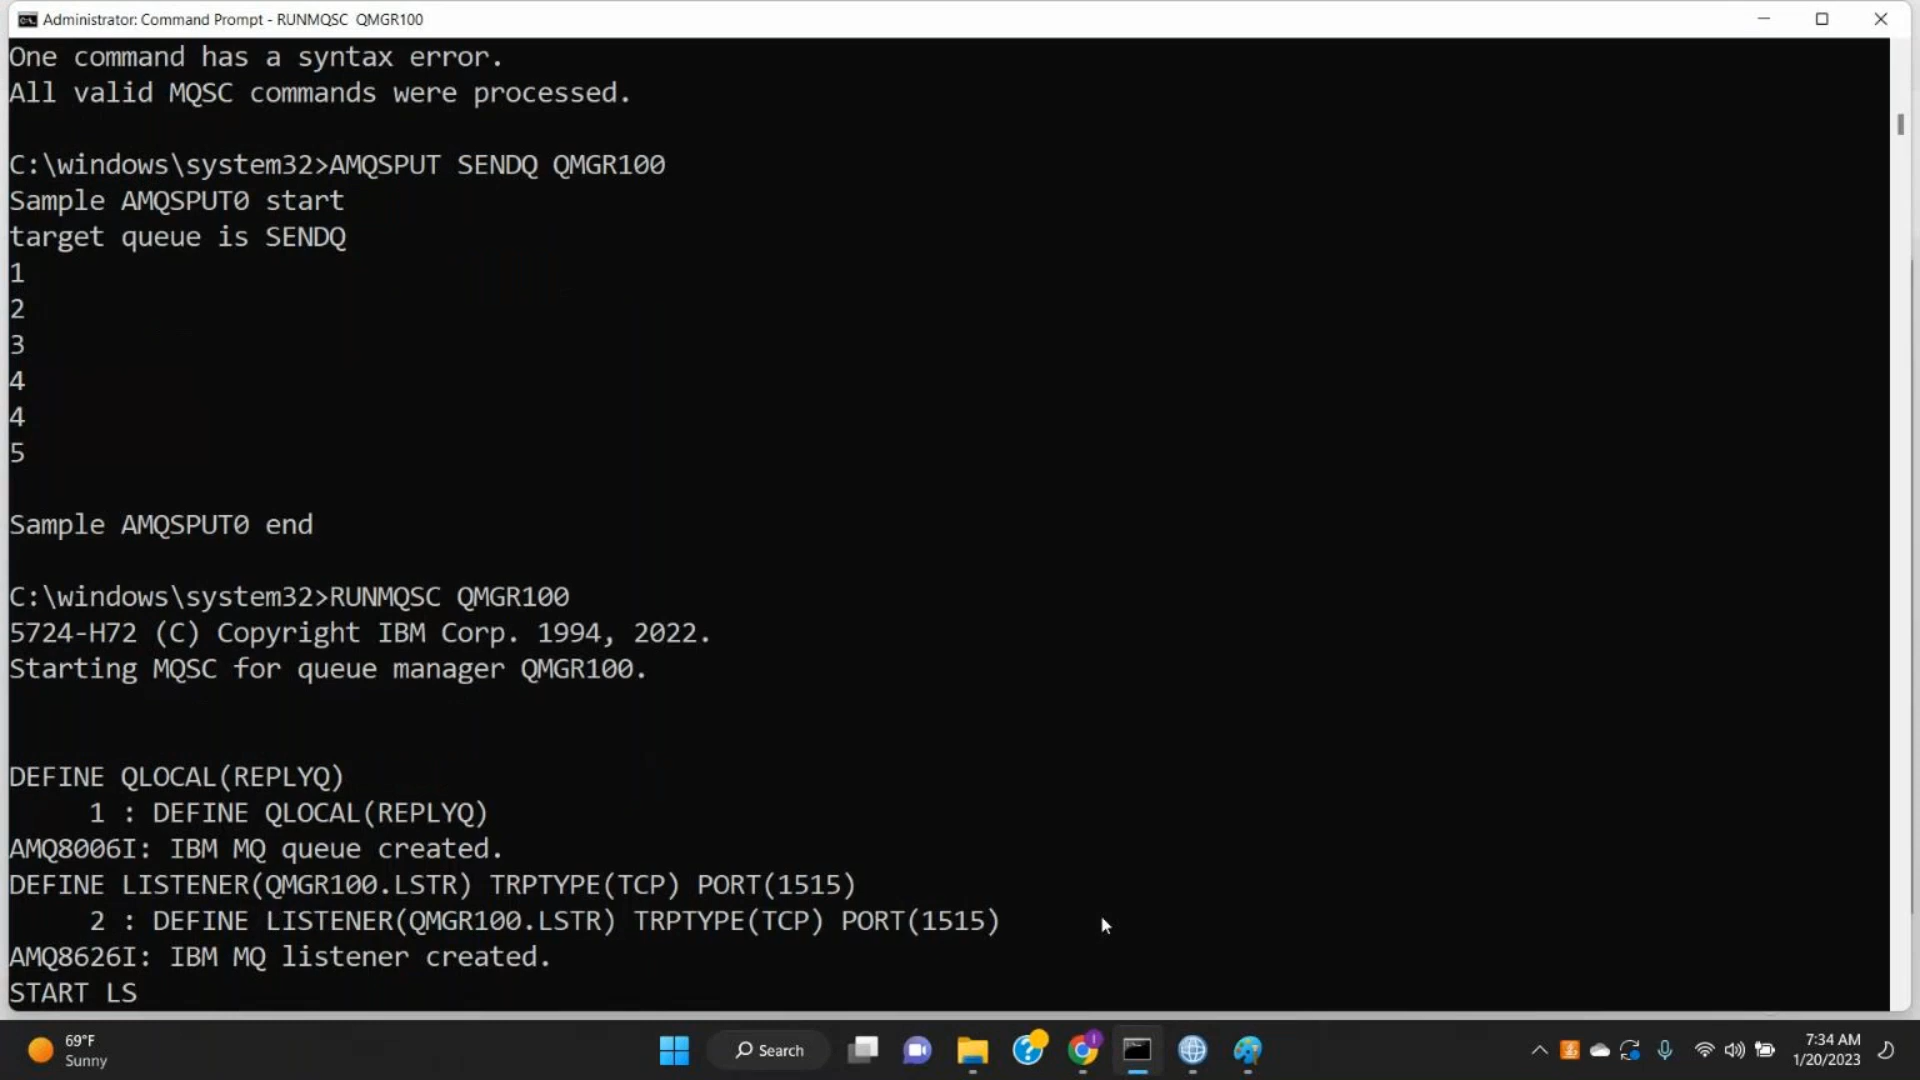 Administrator: Command Prompt - RUNMQSC QMGR100
One command has a syntax error.
All valid MQSC commands were processed.
C:\windows\system32>AMQSPUT SENDQ QMGR100
Sample AMQSPUT0 start
target queue is SENDQ
1
2
3
4
4
5
Sample AMQSPUT0 end
C:\windows\system32>RUNMQSC QMGR100
5724-H72 (C) Copyright IBM Corp. 1994, 2022.
Starting MQSC for queue manager QMGR100.
DEFINE QLOCAL(REPLYQ)
1 : DEFINE QLOCAL(REPLYQ)
AMQ8006I: IBM MQ queue created.
DEFINE LISTENER(QMGR100.LSTR) TRPTYPE(TCP) PORT(1515)
2 : DEFINE LISTENER(QMGR100.LSTR) TRPTYPE(TCP) PORT(1515)
AMQ8626I: IBM MQ listener created.
START LS
69°F
Sunny
Search
7:34 AM
1/20/2023